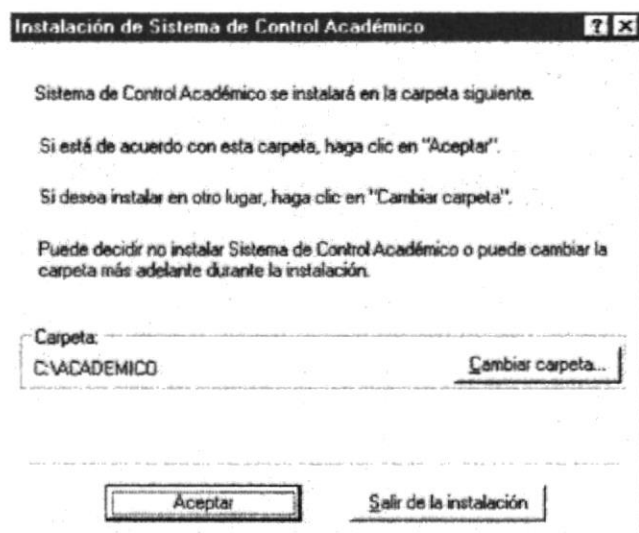 Instalación de Sistema de Control Académico
Sistema de Control Académico se instalará en la carpeta siguiente.
Si está de acuerdo con esta carpeta, haga clic en "Aceptar".
Si desea instalar en otro lugar, haga clic en "Cambiar carpeta".
Puede decidir no instalar Sistema de Control Académico o puede cambiar la
carpeta más adelante durante la instalación.
Carpeta:
C:\ACADEMICO
Cambiar carpeta...
Aceptar
Salir de la instalación